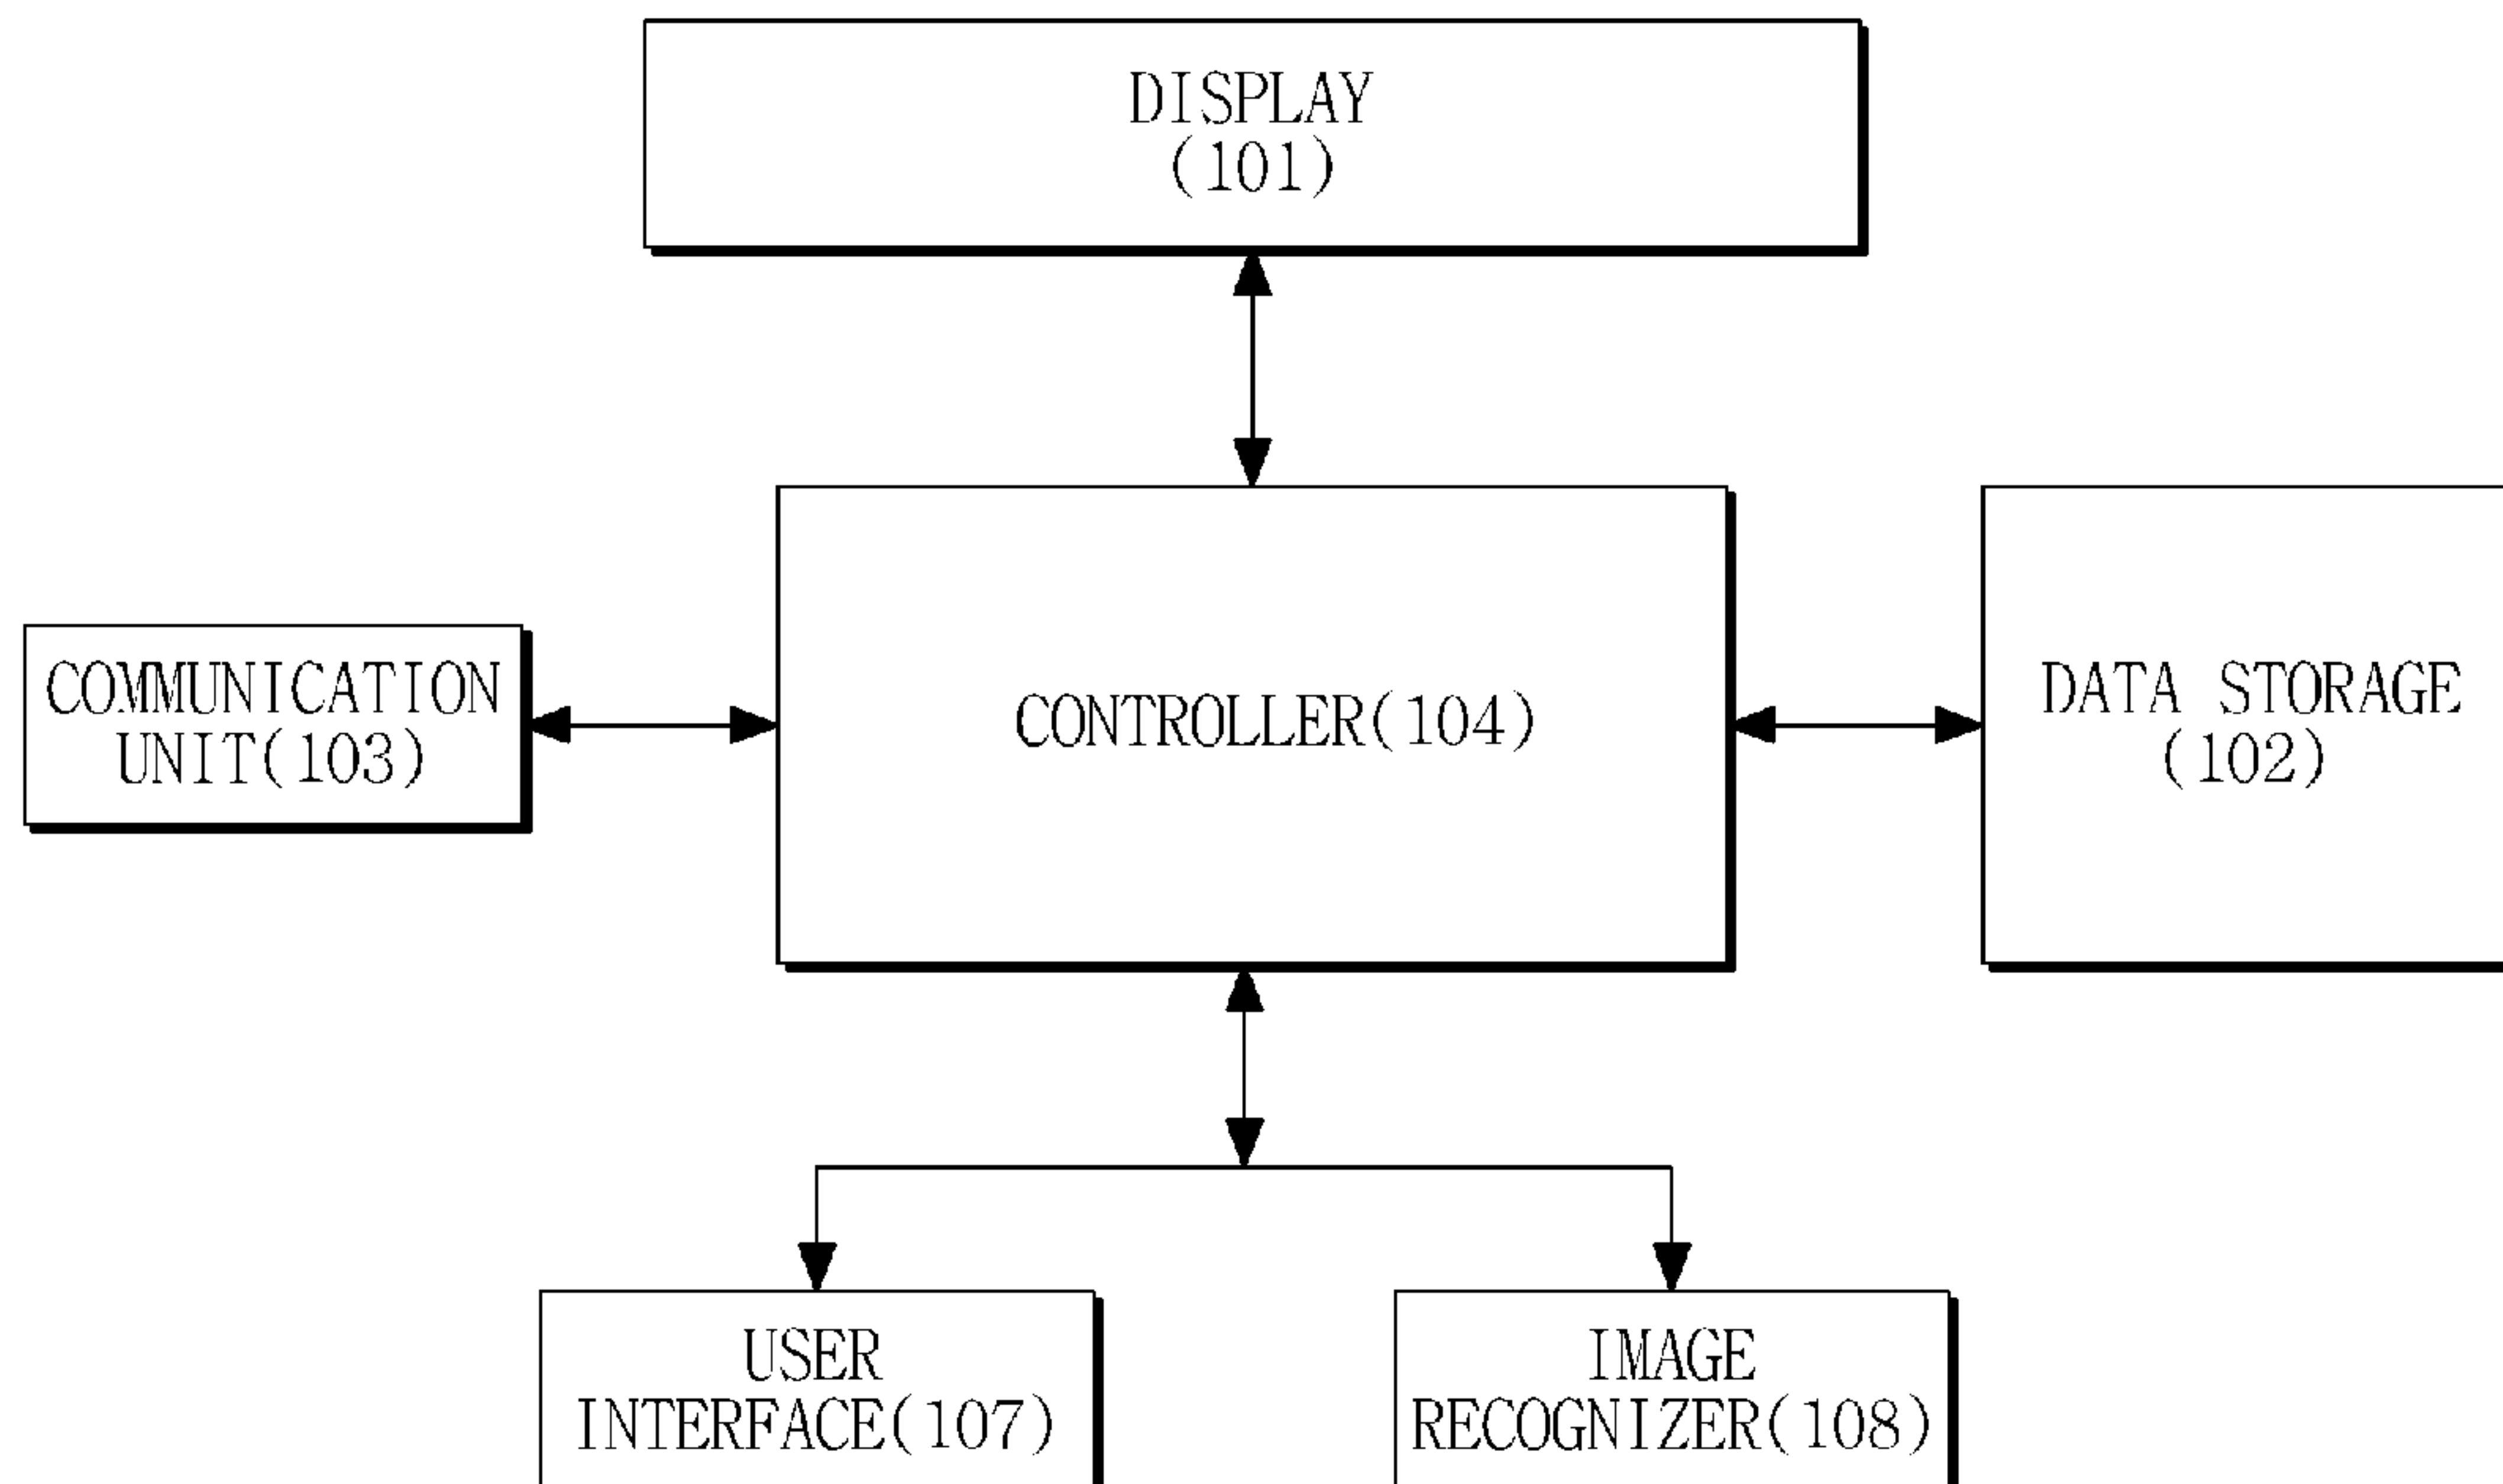 DISPLAY
(101)
COMMUNICATION
UNIT(103)
CONTROLLER(104)
DATA STORAGE
(102)
USER
INTERFACE(107)
IMAGE
RECOGNIZER(108)